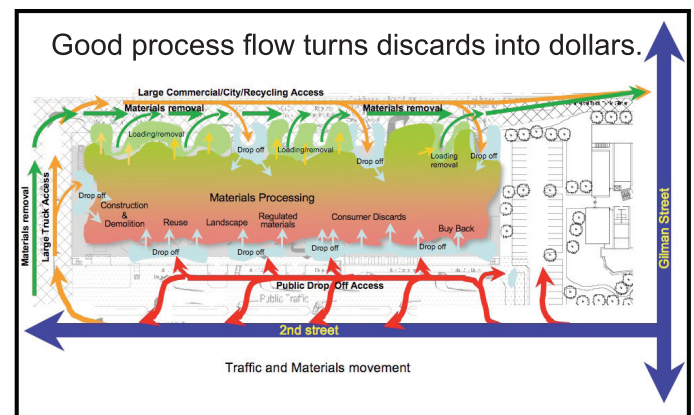 Good process flow turns discards into dollars.
Large Commercial/City/Recycling Access
Materials removal
Materials removal
Loading/removal
Drop off
Loading/removal
Drop off
Loading
removal
Drop off
Materials removal
Large Truck Access
Drop off
Materials Processing
Construction
&
Demolition
Reuse
Landscape
Regulated
materials
Consumer Discards
Buy Back
Drop off
Drop off
Drop off
Drop off
Public Drop-Off Access
Public Traffic
2nd street
Gilman Street
Traffic and Materials movement